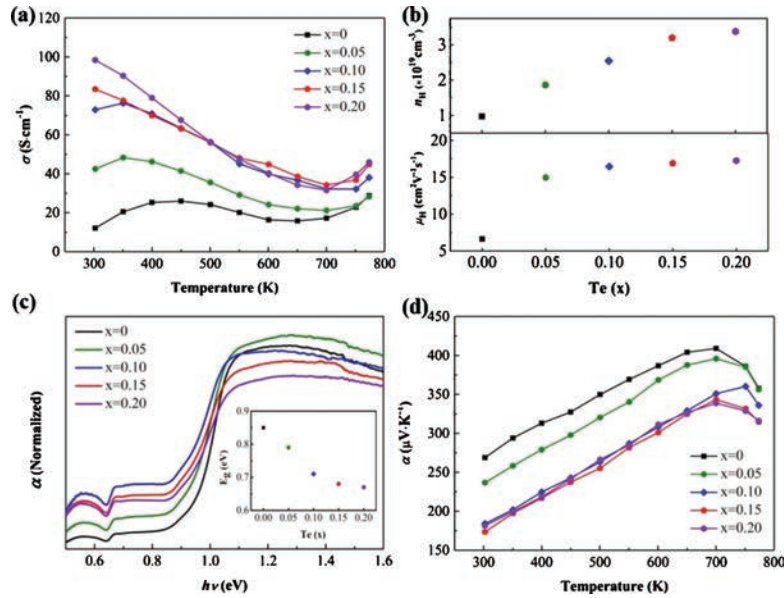 (a)
σ (S·cm⁻¹)
120
100
80
60
40
20
0
x=0
x=0.05
x=0.10
x=0.15
x=0.20
300 400 500 600 700 800
Temperature (K)
(b)
n_H (×10¹⁹cm⁻³)
3
2
1
μ_H (cm²V⁻¹s⁻¹)
20
15
10
5
0.00 0.05 0.10 0.15 0.20
Te (x)
(c)
α (Normalized)
x=0
x=0.05
x=0.10
x=0.15
x=0.20
E_g (eV)
0.9
0.8
0.7
0.6
0.00 0.05 0.10 0.15 0.20
Te (x)
0.6 0.8 1.0 1.2 1.4 1.6
hν (eV)
(d)
α (μV·K⁻¹)
450
400
350
300
250
200
150
x=0
x=0.05
x=0.10
x=0.15
x=0.20
300 400 500 600 700 800
Temperature (K)